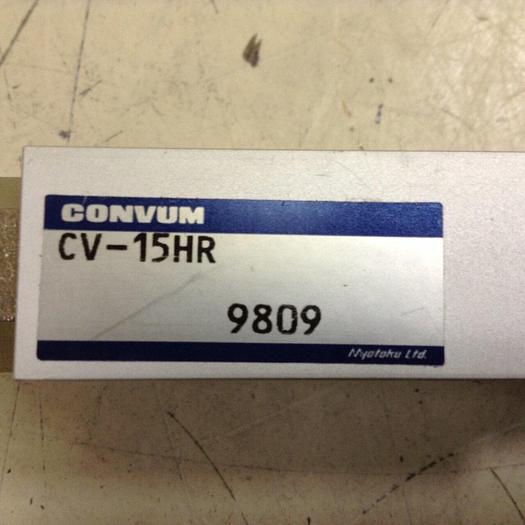 CONVUM
CV-15HR
9809
Myotoku Ltd.